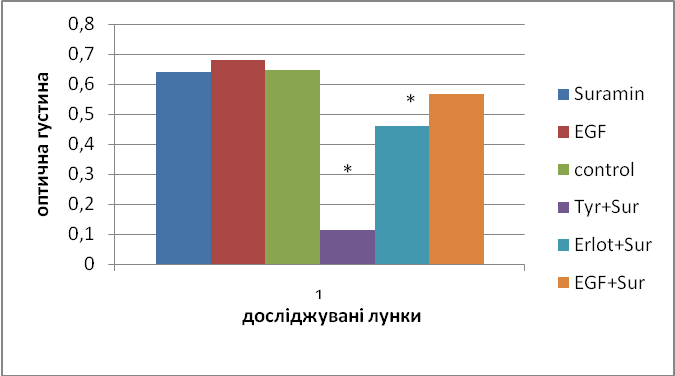 0,8
0,7
0,6
0,5
0,4
0,3
0,2
0,1
0
оптична густина
*
*
1
досліджувані лунки
Suramin
EGF
control
Tyr+Sur
Erlot+Sur
EGF+Sur